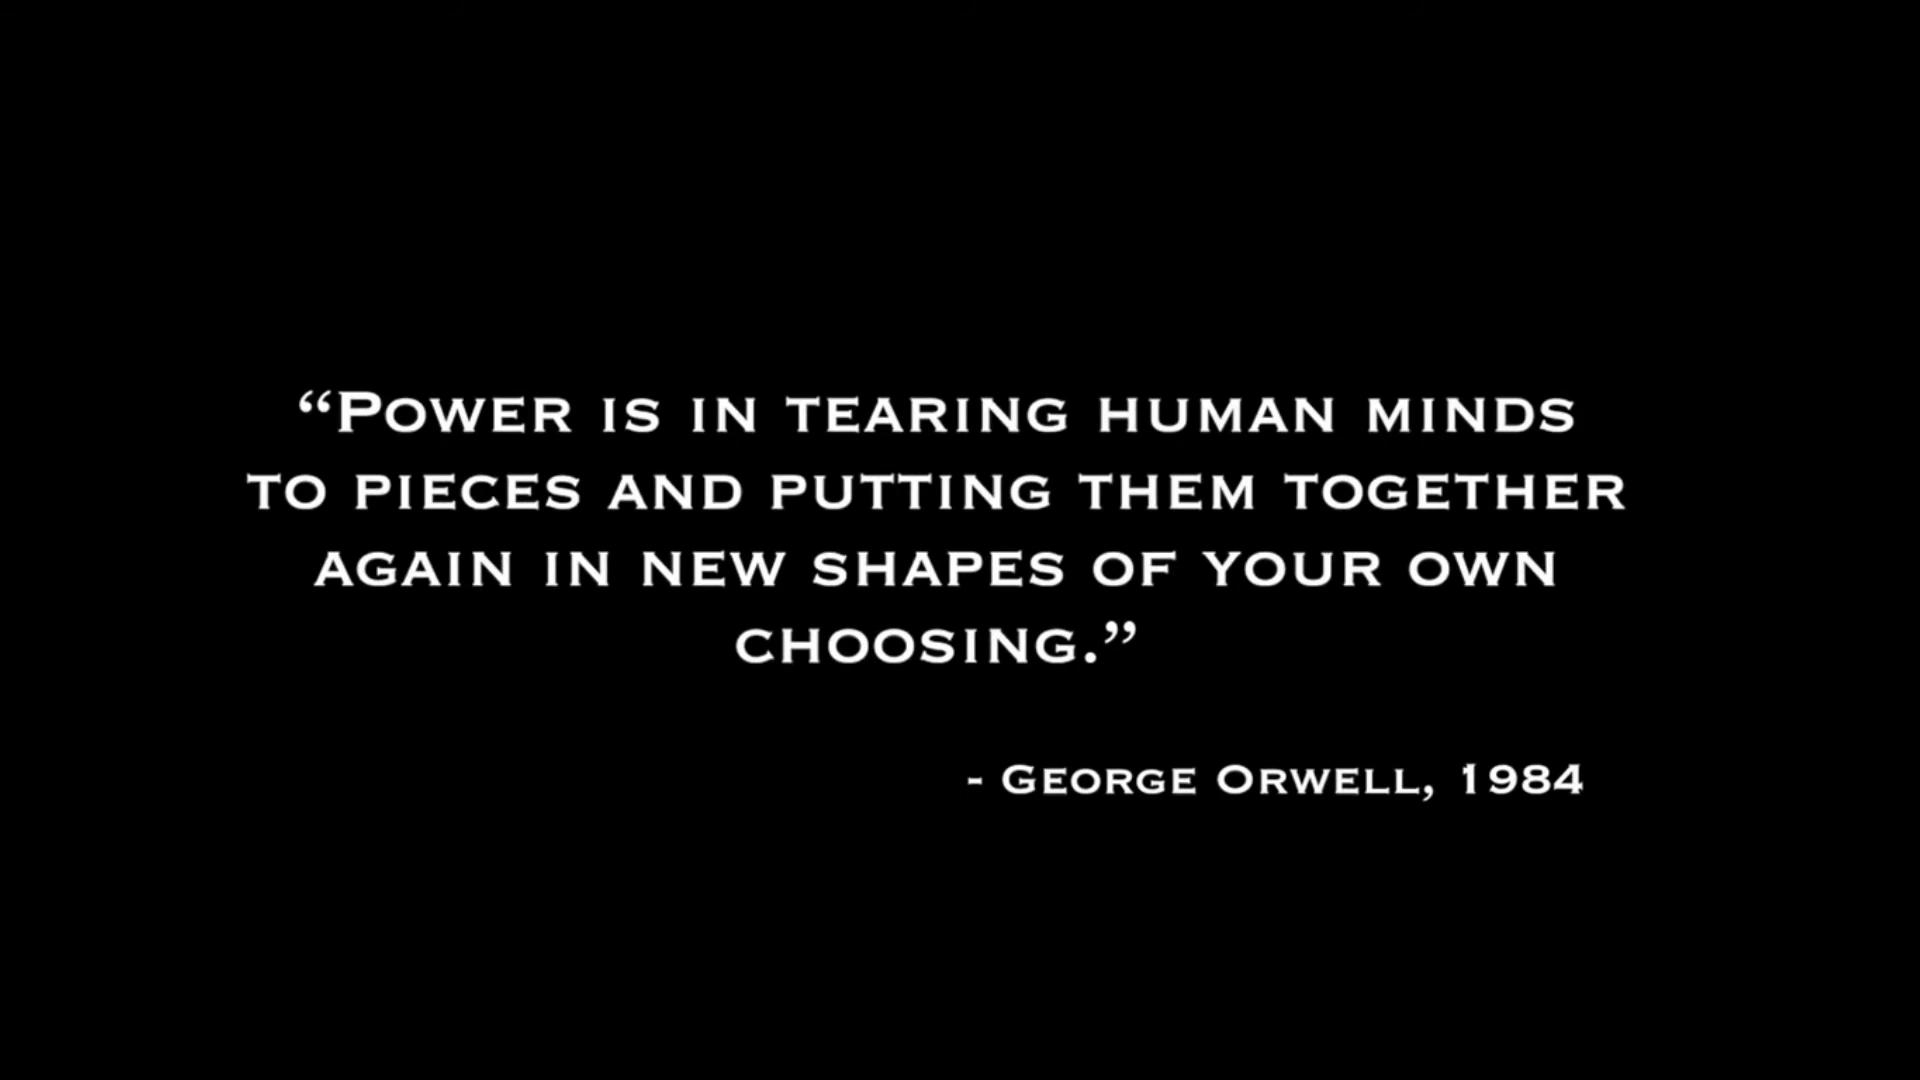 “Power is in tearing human minds
to pieces and putting them together
again in new shapes of your own
choosing.”
- George Orwell, 1984